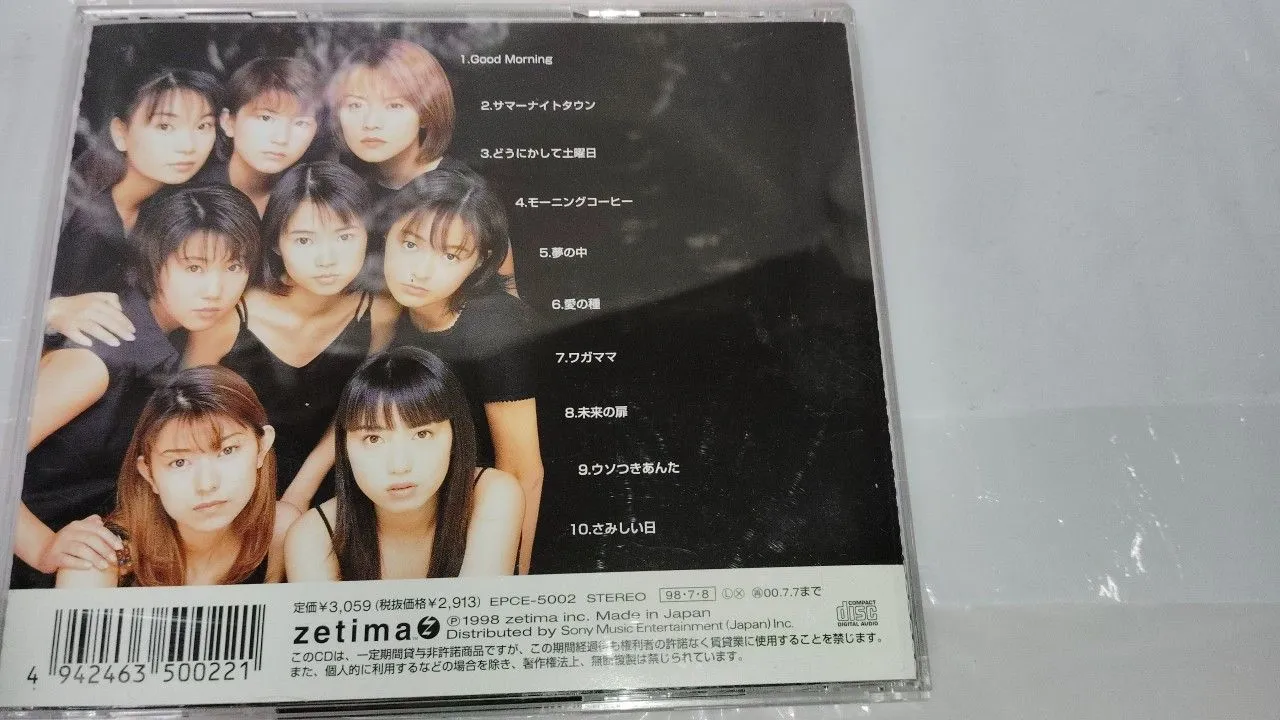 1.Good Morning
2.サマーナイトタウン
3.どうにかして土曜日
4.モーニングコーヒー
5.夢の中
6.愛の種
7.ワガママ
8.未来の扉
9.ウソつきあんた
10.さみしい日
定価¥3,059(税抜価格¥2,913) EPCE-5002 STEREO 98・7・8 Ⓛ Ⓧ 00.7.7まで
zetima
Ⓟ1998 zetima inc. Made in Japan
Distributed by Sony Music Entertainment (Japan) Inc.
COMPACT
disc
DIGITAL AUDIO
このCDは、一定期間貸与非許諾商品ですが、この期間経過後も権利者の許諾なく賃貸業に使用することを禁じます。
また、個人的に利用するなどの場合を除き、著作権法上、無断複製は禁じられています。
4 942463 500221